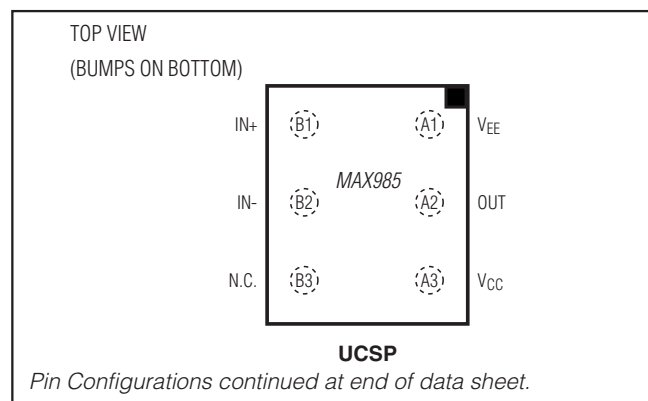 TOP VIEW
(BUMPS ON BOTTOM)
IN+ B1 A1 VEE
MAX985
IN- B2 A2 OUT
N.C. B3 A3 VCC
UCSP
Pin Configurations continued at end of data sheet.